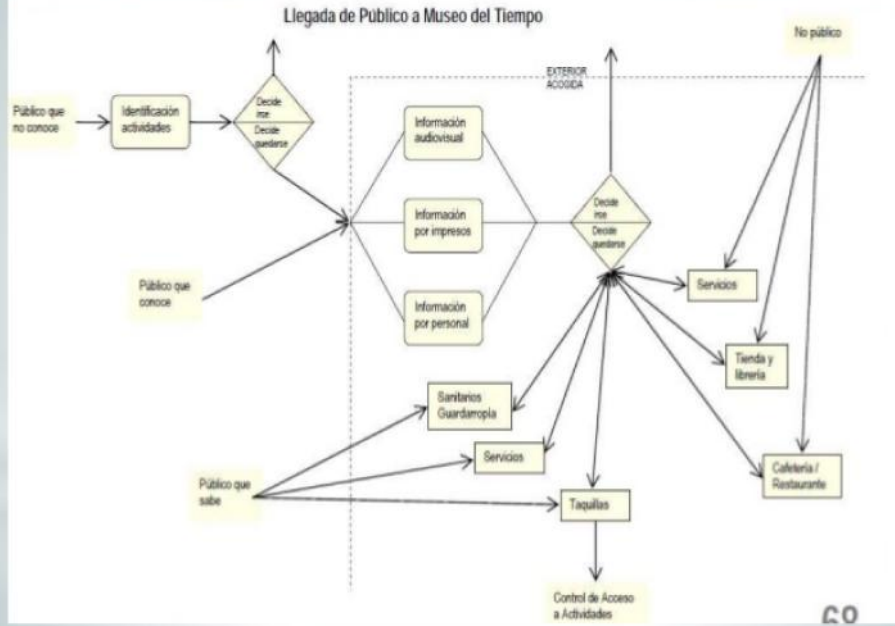 Llegada de Público a Museo del Tiempo
No público
EXTERIOR
ACOGIDA
Público que
no conoce
Identificación
actividades
Decide
irse
Decide
quedarse
Información
audiovisual
Información
por impresos
Decide
irse
Decide
quedarse
Público que
conoce
Servicios
Información
por personal
Tienda y
librería
Sanitarios
Guardarropía
Servicios
Cafetería /
Restaurante
Público que
sabe
Taquillas
Control de Acceso
a Actividades